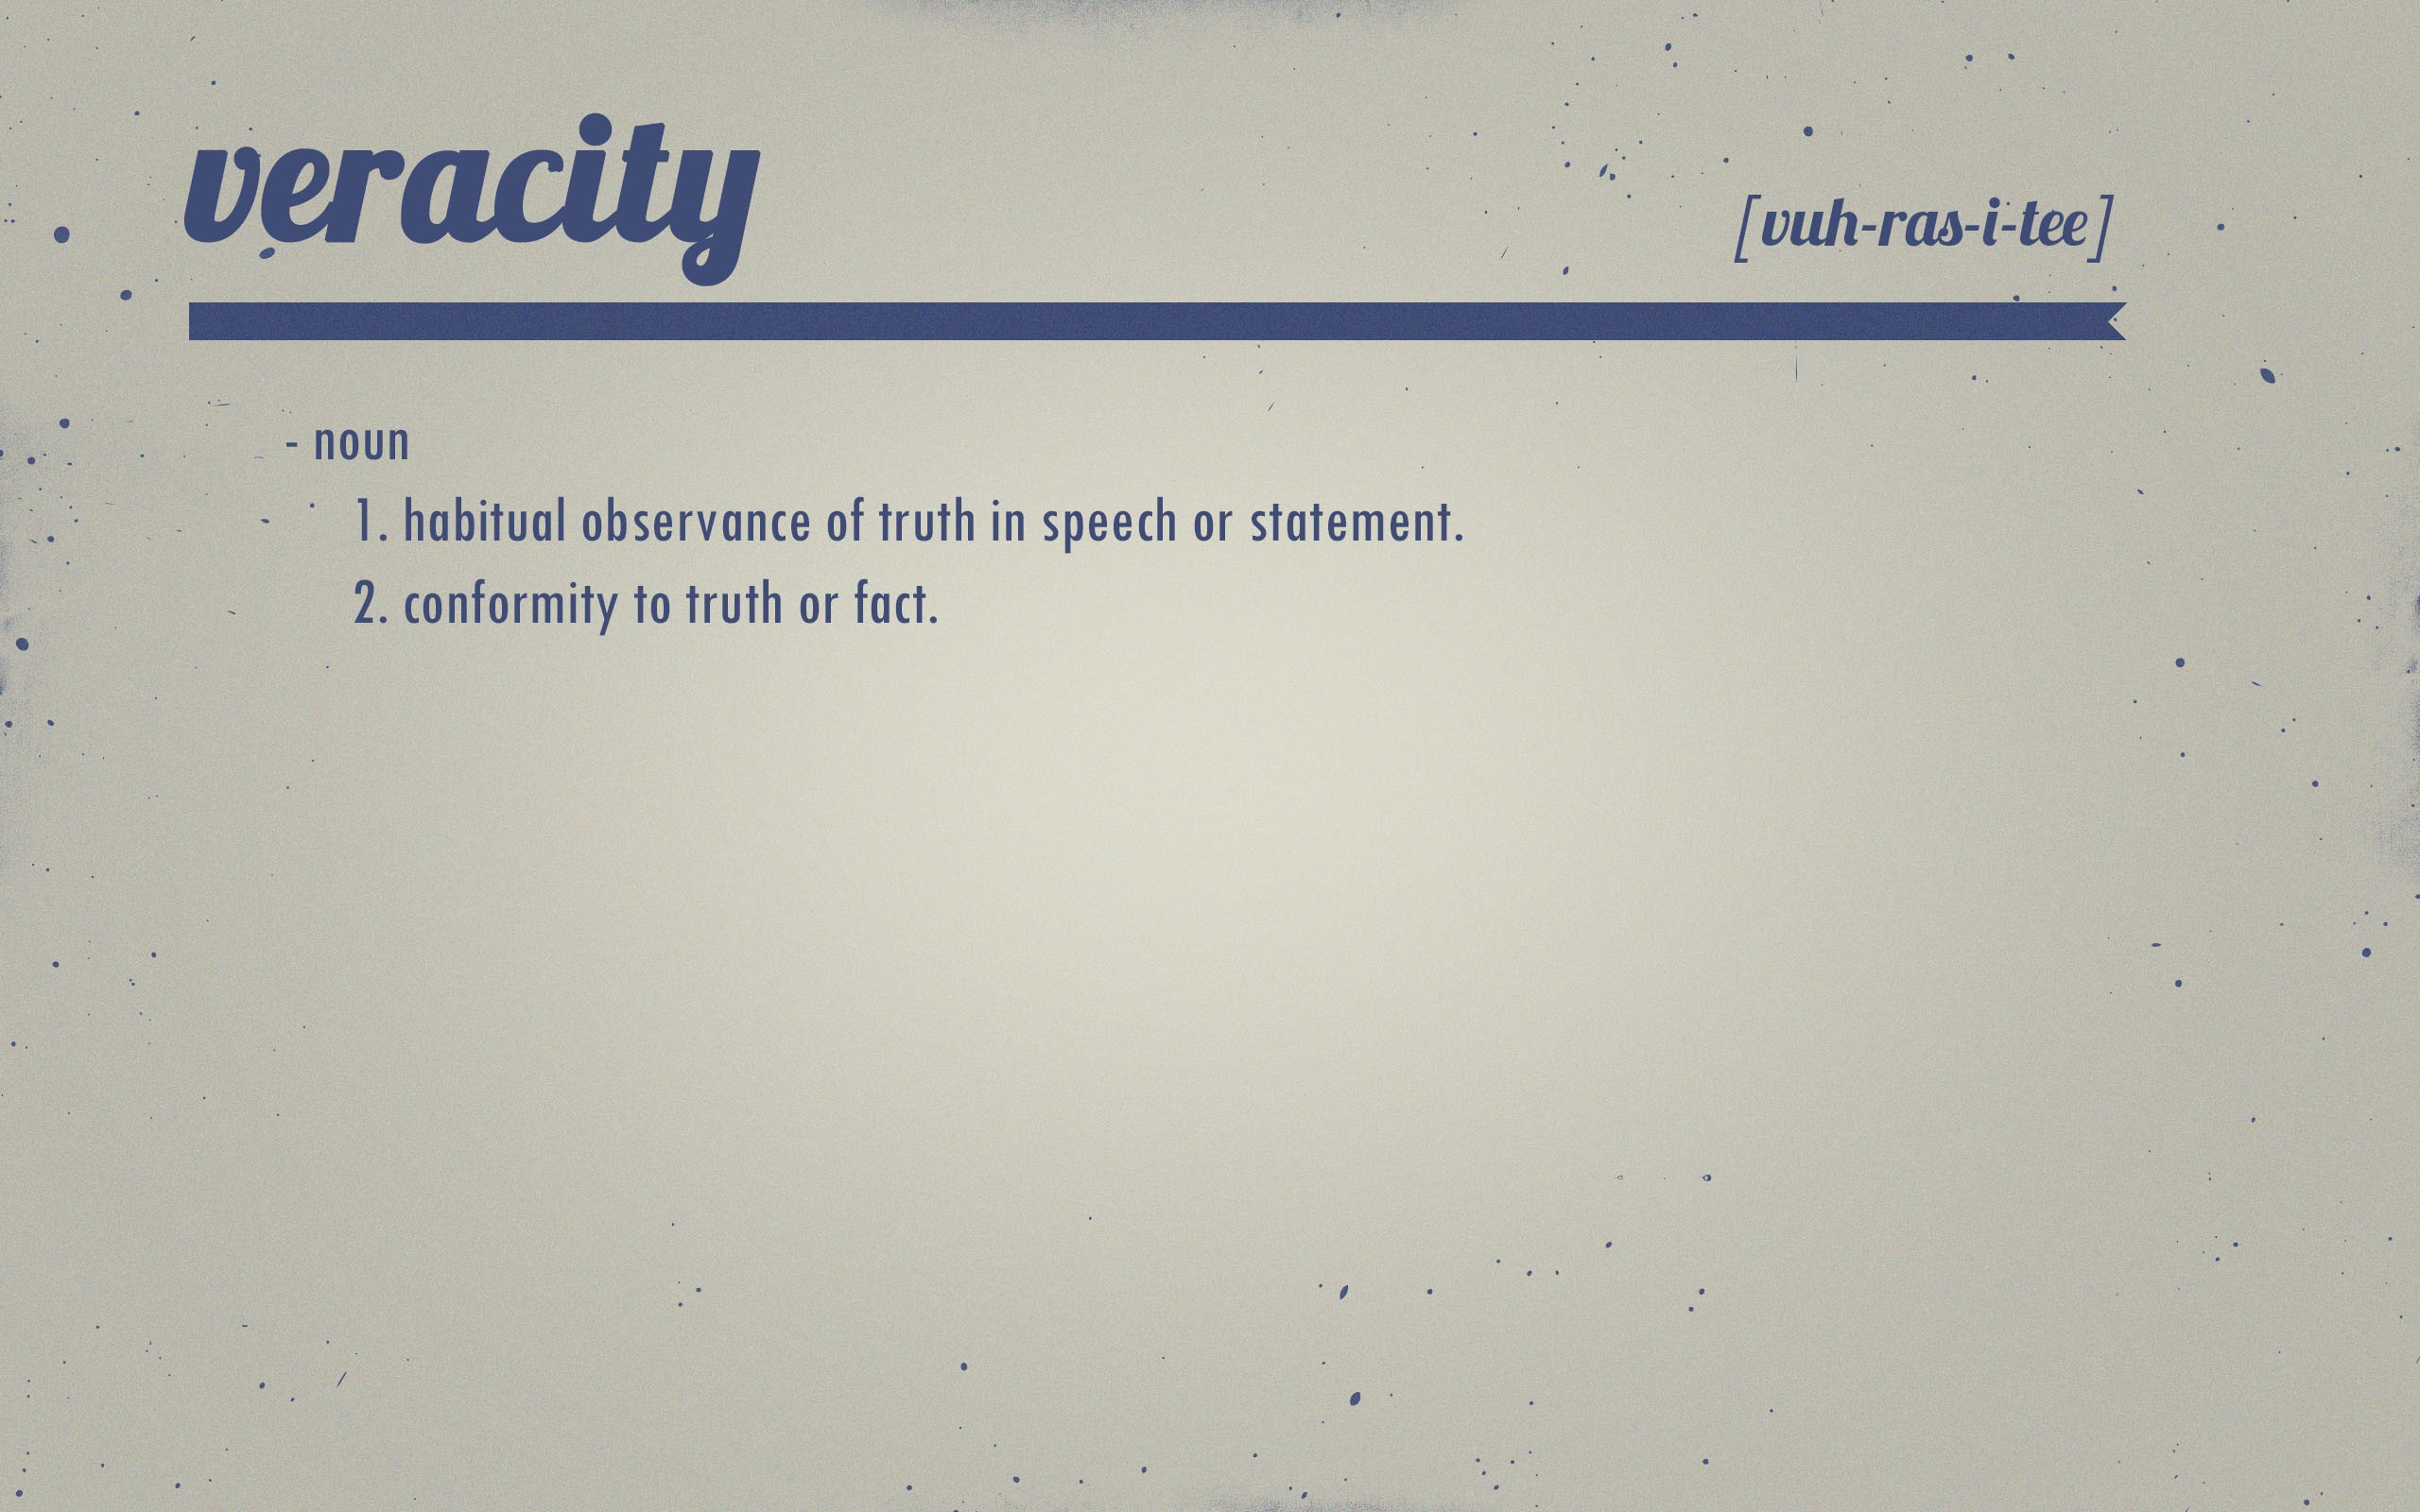 veracity
[vuh-ras-i-tee]
- noun
1. habitual observance of truth in speech or statement.
2. conformity to truth or fact.